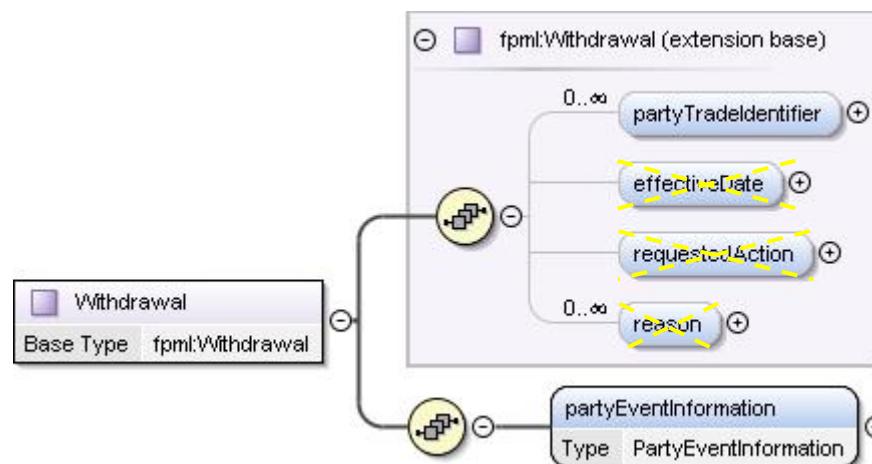 fpml:Withdrawal (extension base)
0..∞
partyTradeIdentifier
effectiveDate
requestedAction
0..∞
reason
Withdrawal
Base Type fpml:Withdrawal
partyEventInformation
Type PartyEventInformation